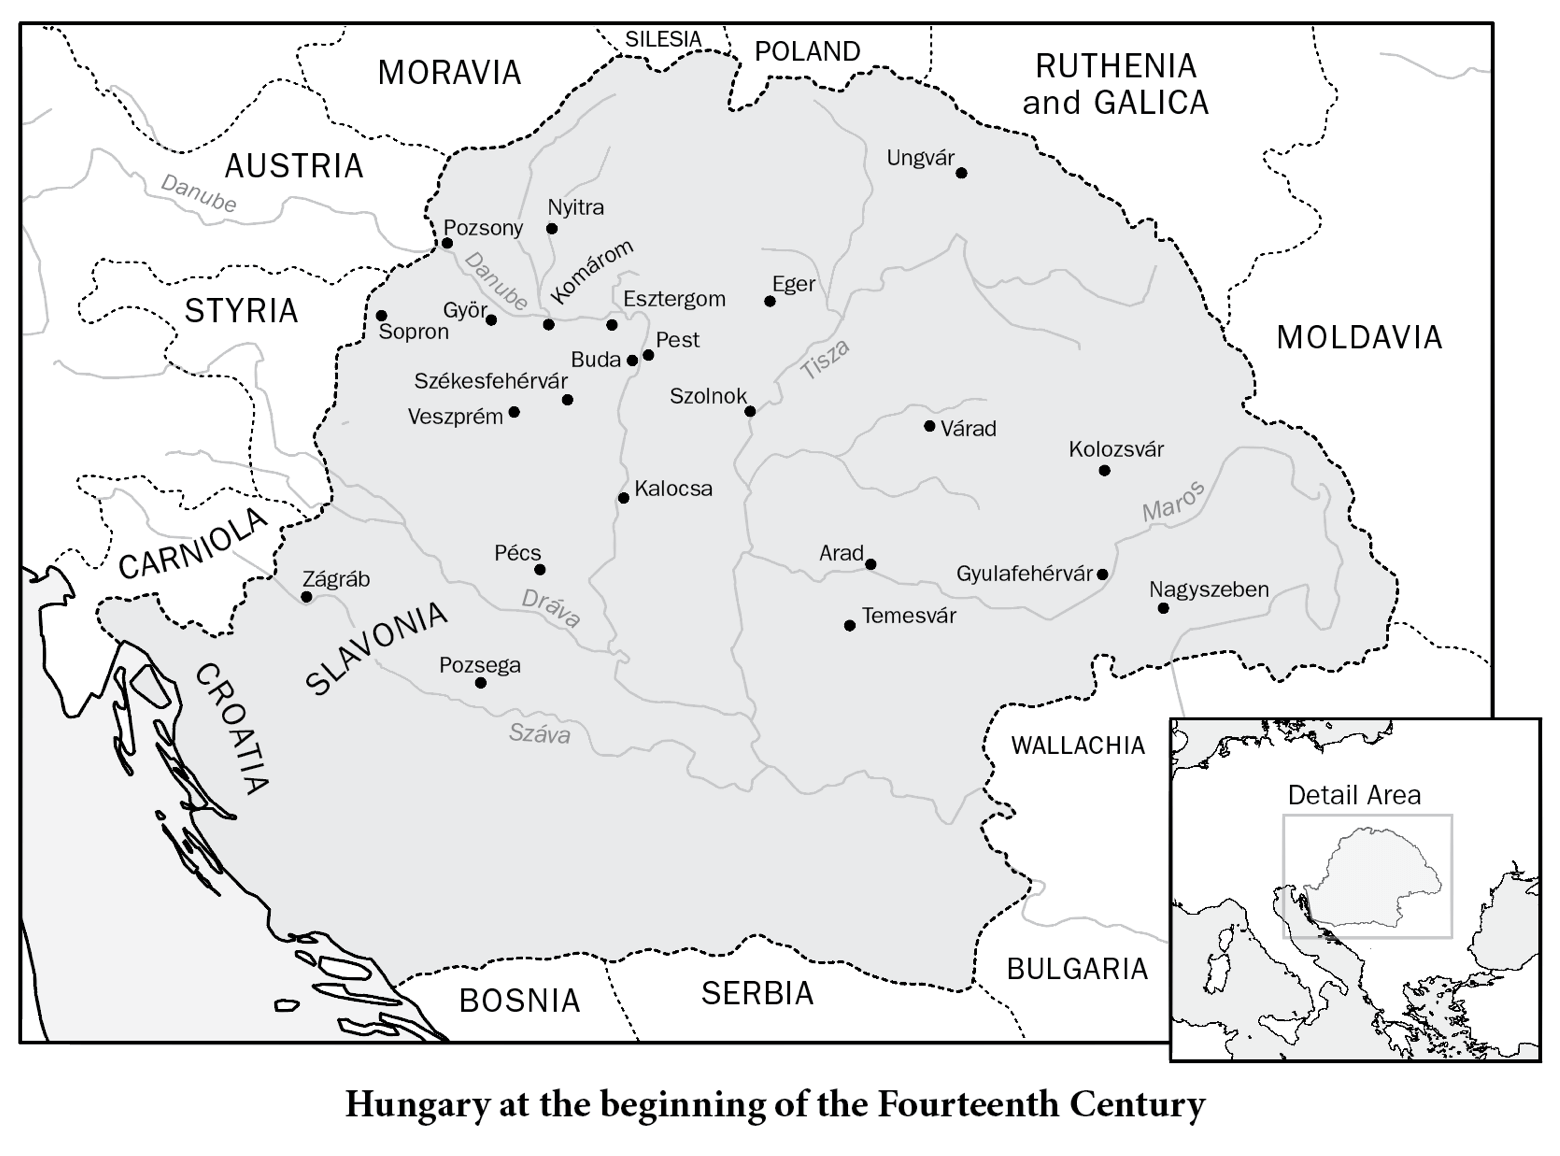 SILESIA
POLAND
MORAVIA
RUTHENIA
and GALICA
AUSTRIA
Ungvár
Danube
Nyitra
Pozsony
Komárom
Danube
Eger
STYRIA
Esztergom
Györ
Sopron
MOLDAVIA
Pest
Buda
Tisza
Székesfehérvár
Szolnok
Veszprém
Várad
Kolozsvár
Kalocsa
Maros
CARNIOLA
Pécs
Arad
Gyulafehérvár
Zágráb
Nagyszeben
Dráva
Temesvár
SLAVONIA
Pozsega
CROATIA
Száva
WALLACHIA
Detail Area
BULGARIA
SERBIA
BOSNIA
Hungary at the beginning of the Fourteenth Century